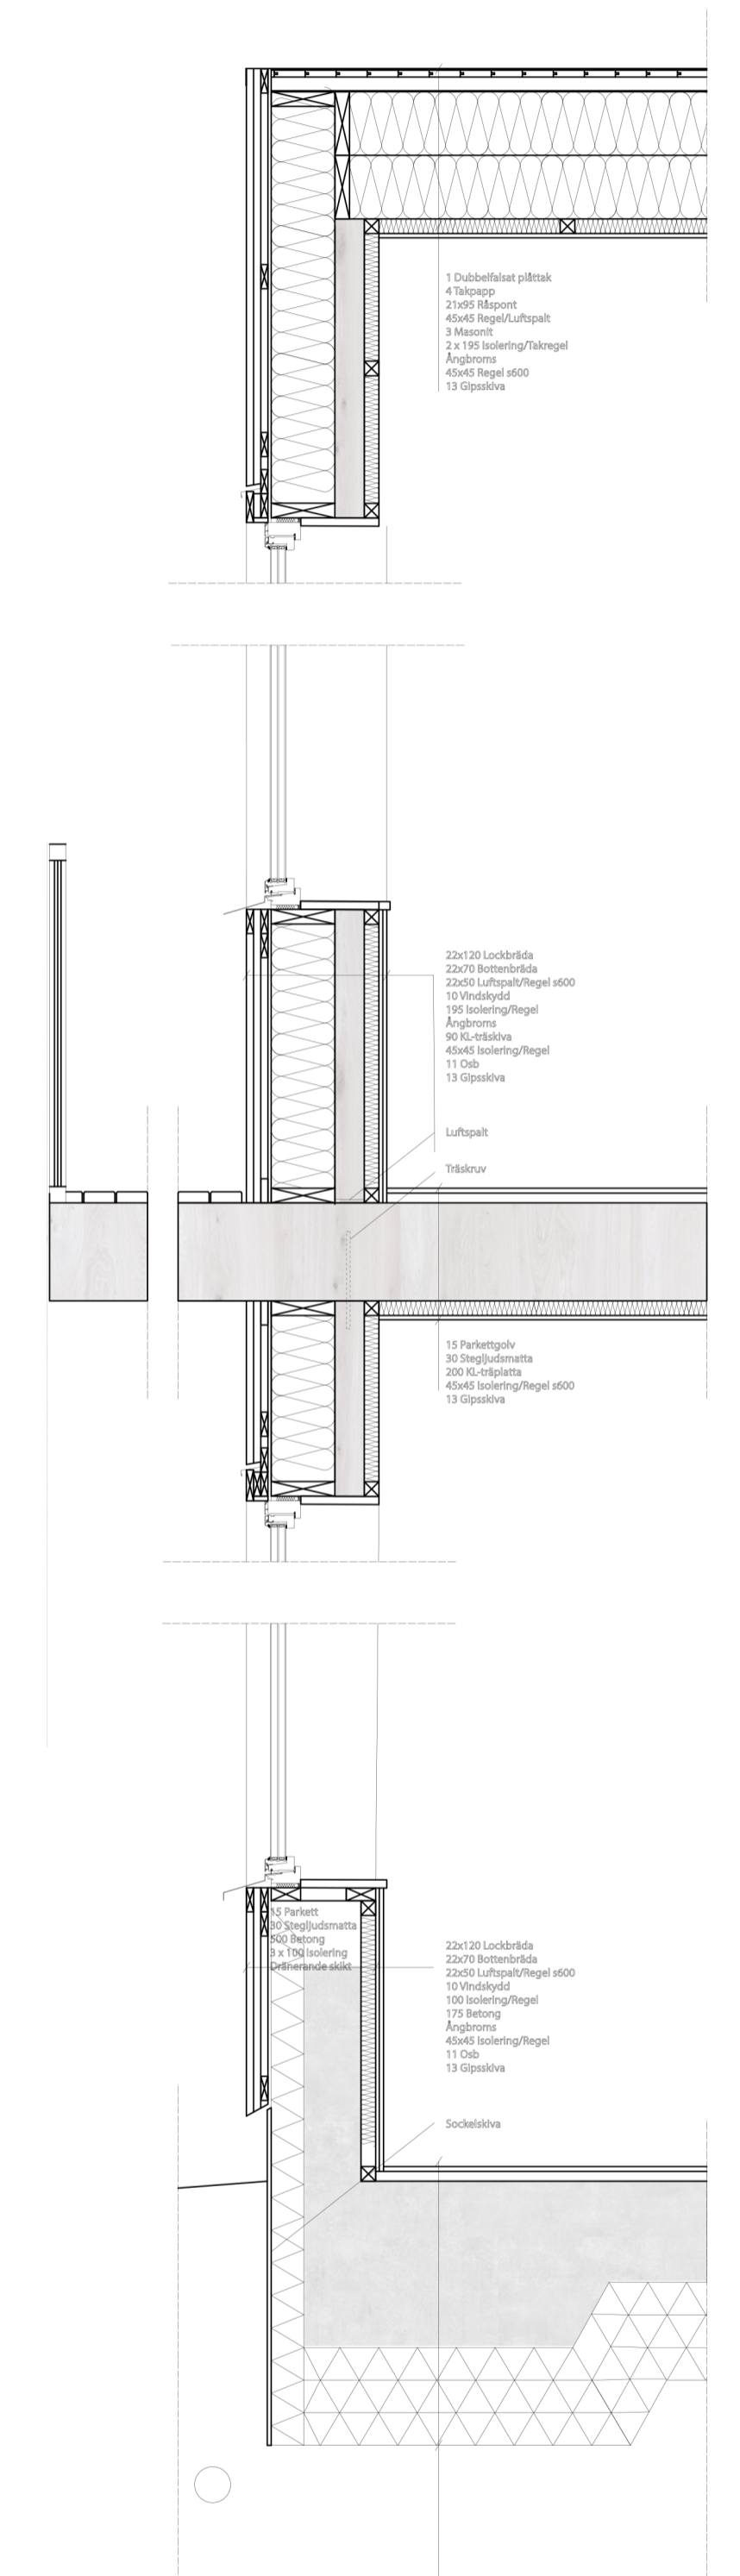 1 Dubbelfalsat plåttak
4 Takpapp
21x95 Råspont
45x45 Regel/Luftspalt
3 Masonit
2 x 195 Isolering/Takregel
Ångbroms
45x45 Regel s600
13 Gipsskiva
22x120 Lockbräda
22x70 Bottenbräda
22x50 Luftspalt/Regel s600
10 Vindskydd
195 Isolering/Regel
Ångbroms
90 KL-träskiva
45x45 Isolering/Regel
11 Osb
13 Gipsskiva
Luftspalt
Träskruv
15 Parkettgolv
30 Stegljudsmatta
200 KL-träplatta
45x45 Isolering/Regel s600
13 Gipsskiva
15 Parkett
30 Stegljudsmatta
500 Betong
3 x 100 Isolering
Dränerande skikt
22x120 Lockbräda
22x70 Bottenbräda
22x50 Luftspalt/Regel s600
10 Vindskydd
100 Isolering/Regel
175 Betong
Ångbroms
45x45 Isolering/Regel
11 Osb
13 Gipsskiva
Sockelskiva